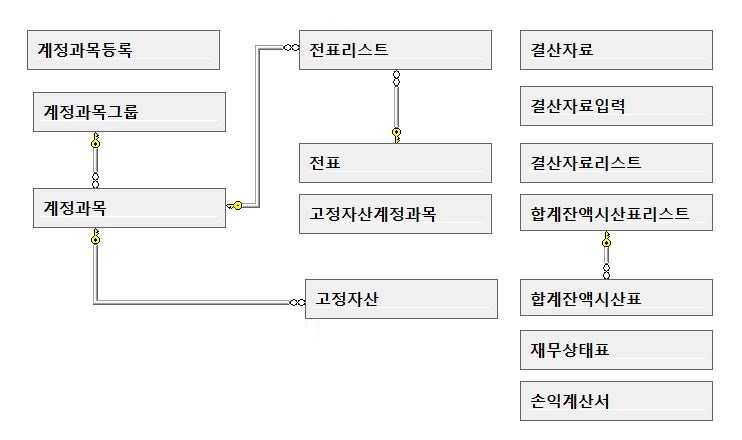 계정과목등록
계정과목그룹
계정과목
전표리스트
전표
고정자산계정과목
고정자산
결산자료
결산자료입력
결산자료리스트
합계잔액시산표리스트
합계잔액시산표
재무상태표
손익계산서